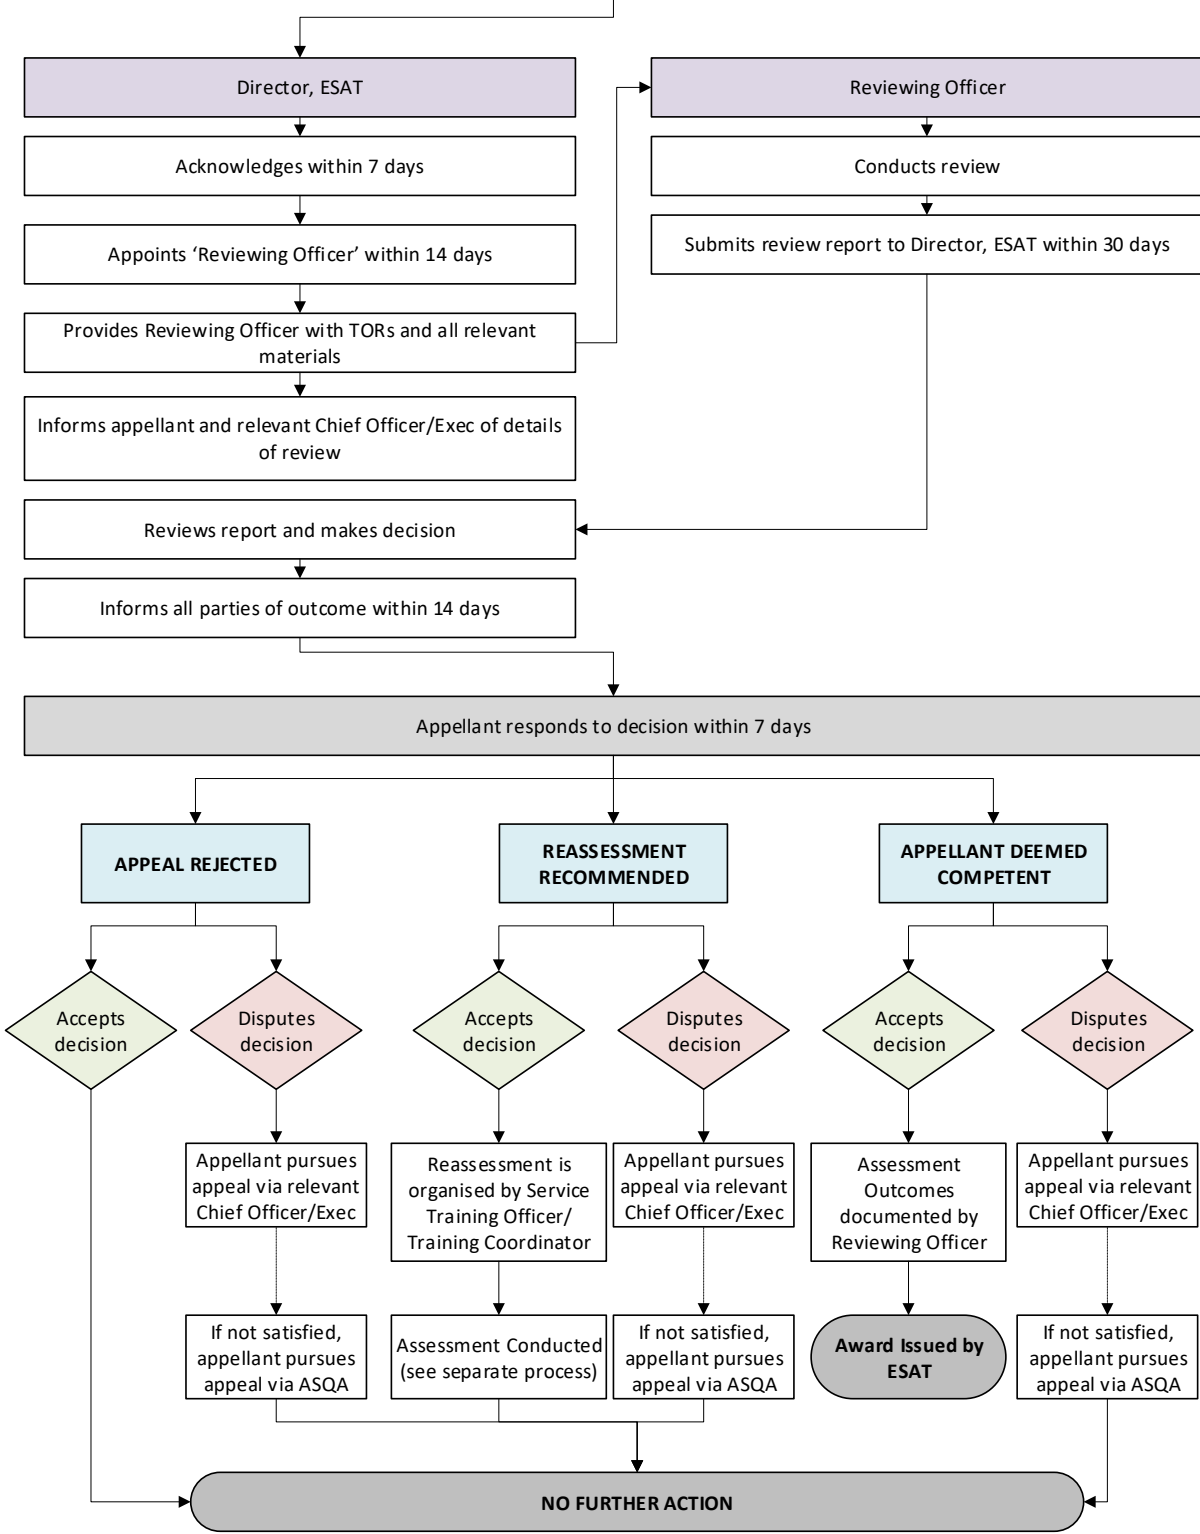 Director, ESAT
Acknowledges within 7 days
Appoints ‘Reviewing Officer’ within 14 days
Provides Reviewing Officer with TORs and all relevant
materials
Informs appellant and relevant Chief Officer/Exec of details
of review
Reviewing Officer
Conducts review
Submits review report to Director, ESAT within 30 days
Reviews report and makes decision
Informs all parties of outcome within 14 days
Appellant responds to decision within 7 days
APPEAL REJECTED
Accepts
decision
Disputes
decision
Appellant pursues
appeal via relevant
Chief Officer/Exec
If not satisfied,
appellant pursues
appeal via ASQA
REASSESSMENT
RECOMMENDED
Accepts
decision
Reassessment is
organised by Service
Training Officer/
Training Coordinator
Assessment Conducted
(see separate process)
Disputes
decision
Appellant pursues
appeal via relevant
Chief Officer/Exec
If not satisfied,
appellant pursues
appeal via ASQA
APPELLANT DEEMED
COMPETENT
Accepts
decision
Assessment
Outcomes
documented by
Reviewing Officer
Award Issued by
ESAT
Disputes
decision
Appellant pursues
appeal via relevant
Chief Officer/Exec
If not satisfied,
appellant pursues
appeal via ASQA
NO FURTHER ACTION